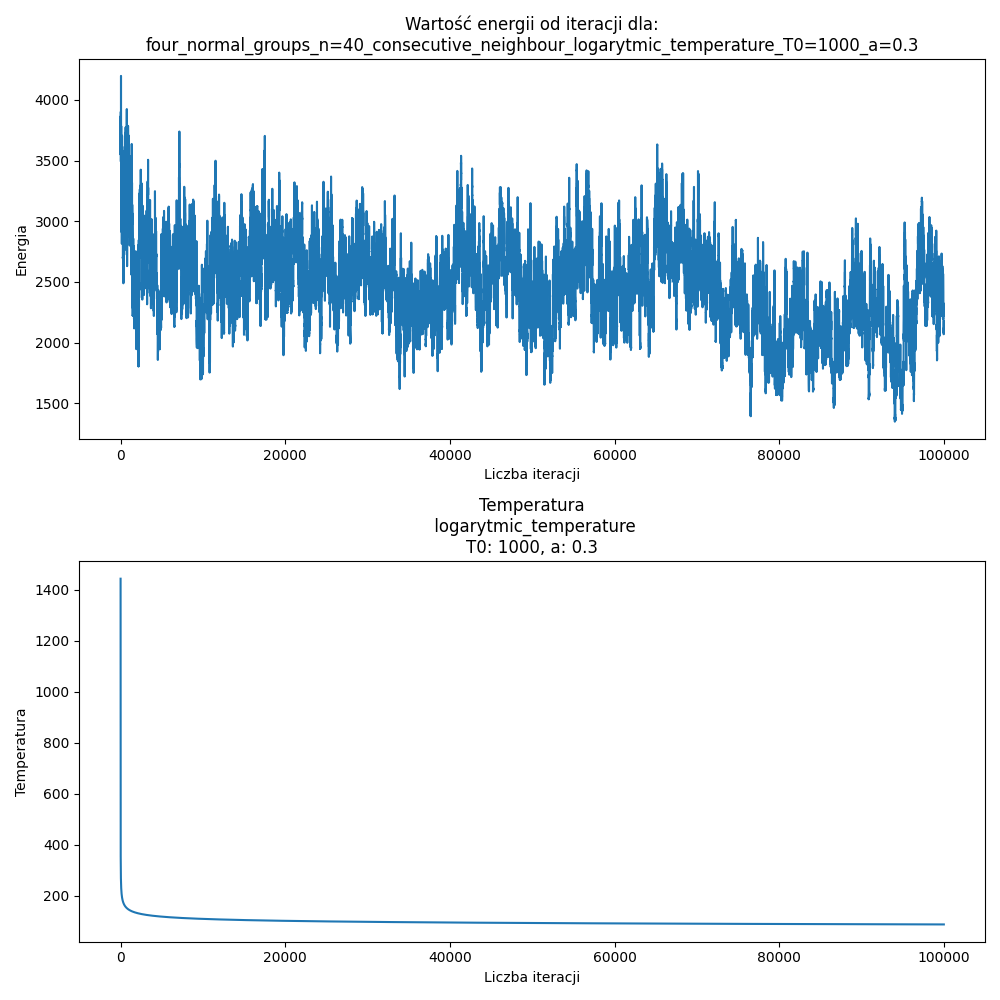 Wartość energii od iteracji dla:
four_normal_groups_n=40_consecutive_neighbour_logarytmic_temperature_T0=1000_a=0.3
4000
3500
3000
2500
2000
1500
Energia
0
20000
40000
60000
80000
100000
Liczba iteracji
Temperatura
logarytmic_temperature
T0: 1000, a: 0.3
1400
1200
1000
800
600
400
200
Temperatura
0
20000
40000
60000
80000
100000
Liczba iteracji